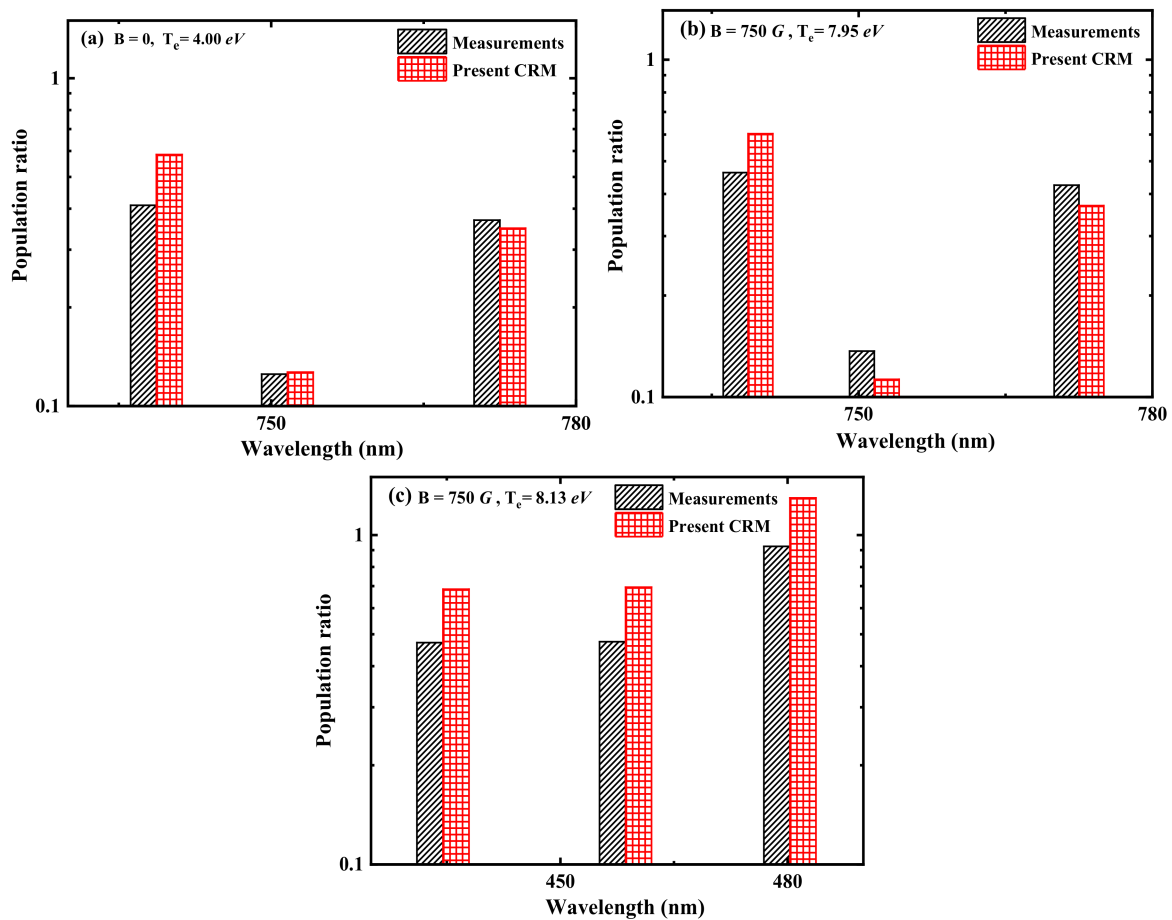 (a) B = 0, Te = 4.00 eV
Measurements
Present CRM
1
0.1
Population ratio
750
780
Wavelength (nm)
(b) B = 750 G , Te = 7.95 eV
Measurements
Present CRM
1
0.1
Population ratio
750
780
Wavelength (nm)
(c) B = 750 G , Te = 8.13 eV
Measurements
Present CRM
1
0.1
Population ratio
450
480
Wavelength (nm)